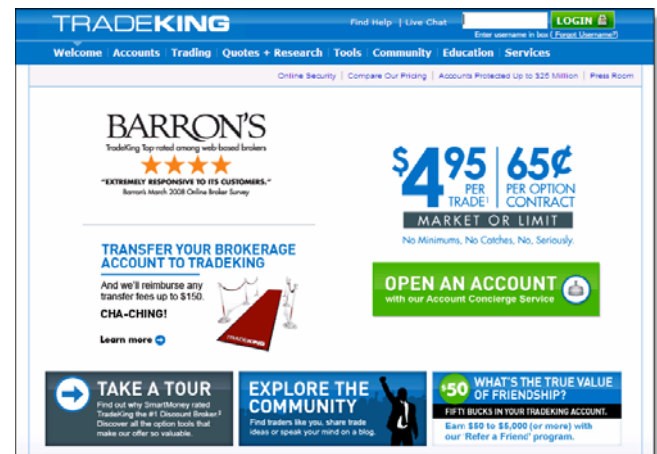 TRADEKING
Find Help | Live Chat
LOGIN
Enter username in box (Forgot Username?)
Welcome Accounts Trading Quotes + Research Tools Community Education Services
Online Security | Compare Our Pricing | Accounts Protected Up to $25 Million | Press Room
BARRON'S
TradeKing Top-rated among web-based brokers
"EXTREMELY RESPONSIVE TO ITS CUSTOMERS."
Barron's March 2008 Online Broker Survey
$4.95 PER TRADE¹ | 65¢ PER OPTION CONTRACT
MARKET OR LIMIT
No Minimums, No Catches, No, Seriously.
TRANSFER YOUR BROKERAGE
ACCOUNT TO TRADEKING
And we'll reimburse any
transfer fees up to $150.
CHA-CHING!
Learn more
TRADEKING
OPEN AN ACCOUNT
with our Account Concierge Service
TAKE A TOUR
Find out why SmartMoney rated
TradeKing the #1 Discount Broker.²
Discover all the option tools that
make our offer so valuable.
EXPLORE THE
COMMUNITY
Find traders like you, share trade
ideas or speak your mind on a blog.
$50
WHAT'S THE TRUE VALUE
OF FRIENDSHIP?
FIFTY BUCKS IN YOUR TRADEKING ACCOUNT.
Earn $50 to $5,000 (or more) with
our 'Refer a Friend' program.